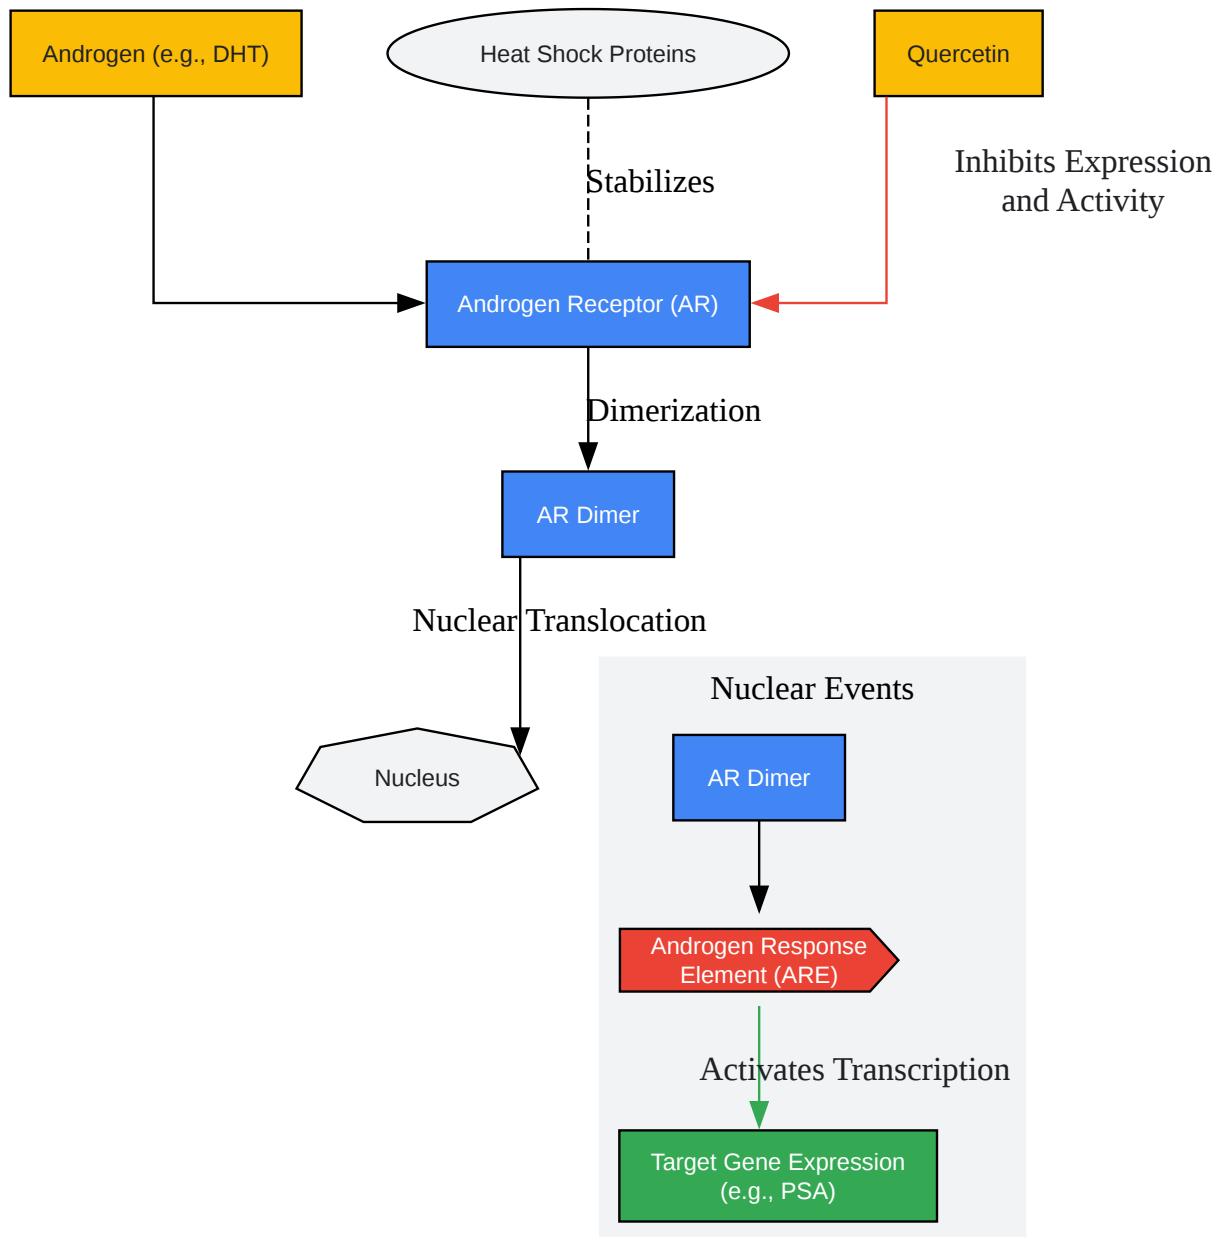 Androgen (e.g., DHT)
Heat Shock Proteins
Quercetin
Inhibits Expression
and Activity
Stabilizes
Androgen Receptor (AR)
Dimerization
AR Dimer
Nuclear Translocation
Nuclear Events
Nucleus
AR Dimer
Androgen Response
Element (ARE)
Activates Transcription
Target Gene Expression
(e.g., PSA)